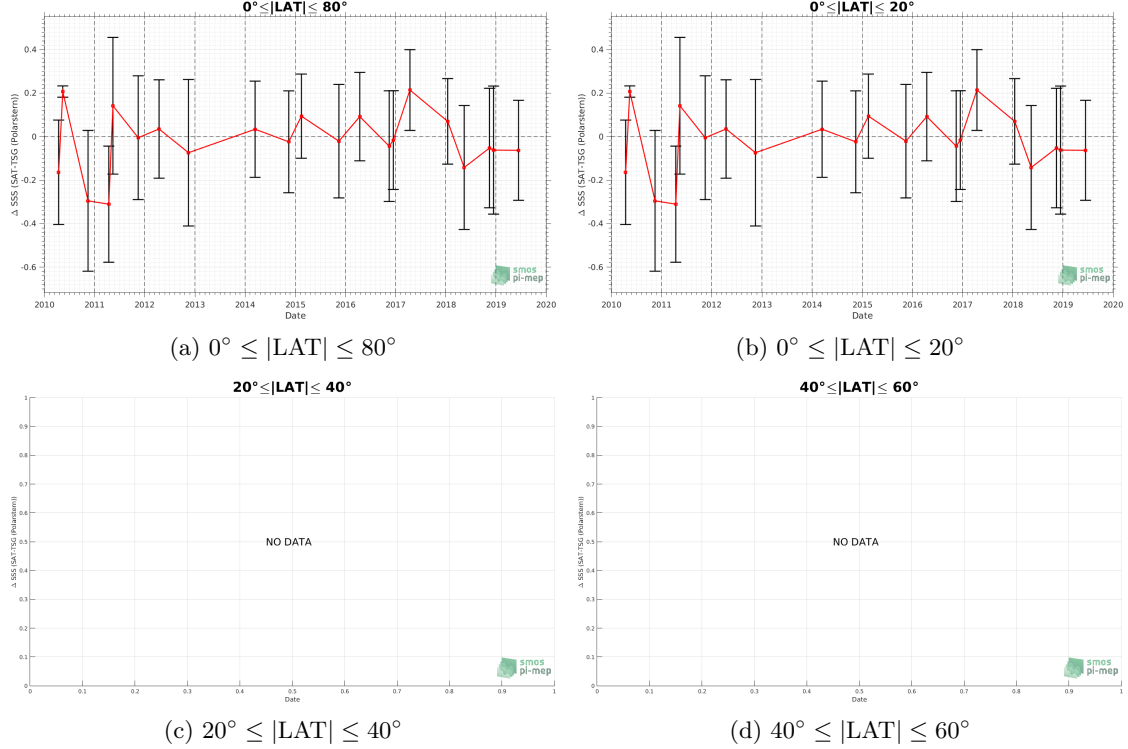 0°≤|LAT|≤ 80°
Δ SSS (SAT-TSG (Polarstern))
0.4
0.2
0
-0.2
-0.4
-0.6
2010 2011 2012 2013 2014 2015 2016 2017 2018 2019 2020
Date
smos
pi-mep
(a) 0° ≤ |LAT| ≤ 80°
0°≤|LAT|≤ 20°
Δ SSS (SAT-TSG (Polarstern))
0.4
0.2
0
-0.2
-0.4
-0.6
2010 2011 2012 2013 2014 2015 2016 2017 2018 2019 2020
Date
smos
pi-mep
(b) 0° ≤ |LAT| ≤ 20°
20°≤|LAT|≤ 40°
Δ SSS (SAT-TSG (Polarstern))
1
0.9
0.8
0.7
0.6
0.5
0.4
0.3
0.2
0.1
0
NO DATA
0 0.1 0.2 0.3 0.4 0.5 0.6 0.7 0.8 0.9 1
Date
smos
pi-mep
(c) 20° ≤ |LAT| ≤ 40°
40°≤|LAT|≤ 60°
Δ SSS (SAT-TSG (Polarstern))
1
0.9
0.8
0.7
0.6
0.5
0.4
0.3
0.2
0.1
0
NO DATA
0 0.1 0.2 0.3 0.4 0.5 0.6 0.7 0.8 0.9 1
Date
smos
pi-mep
(d) 40° ≤ |LAT| ≤ 60°